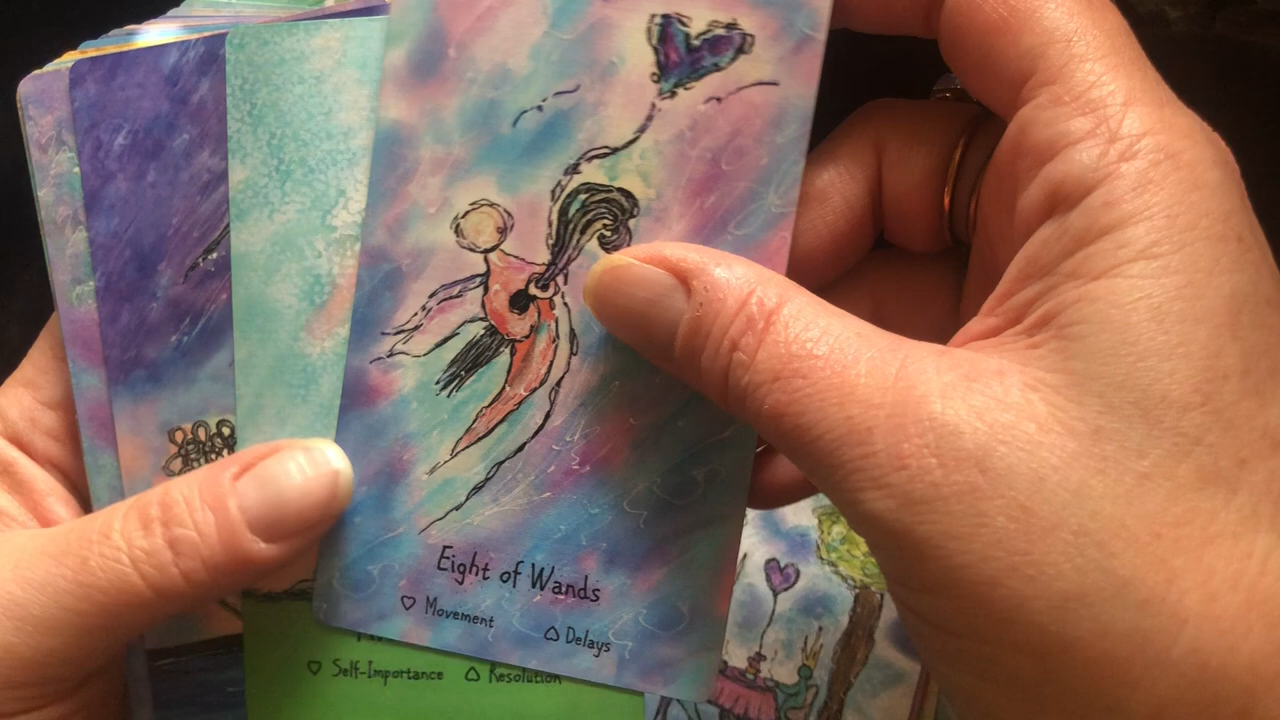 Eight of Wands
♡ Movement
Delays
♡ Self-Importance
Resolution